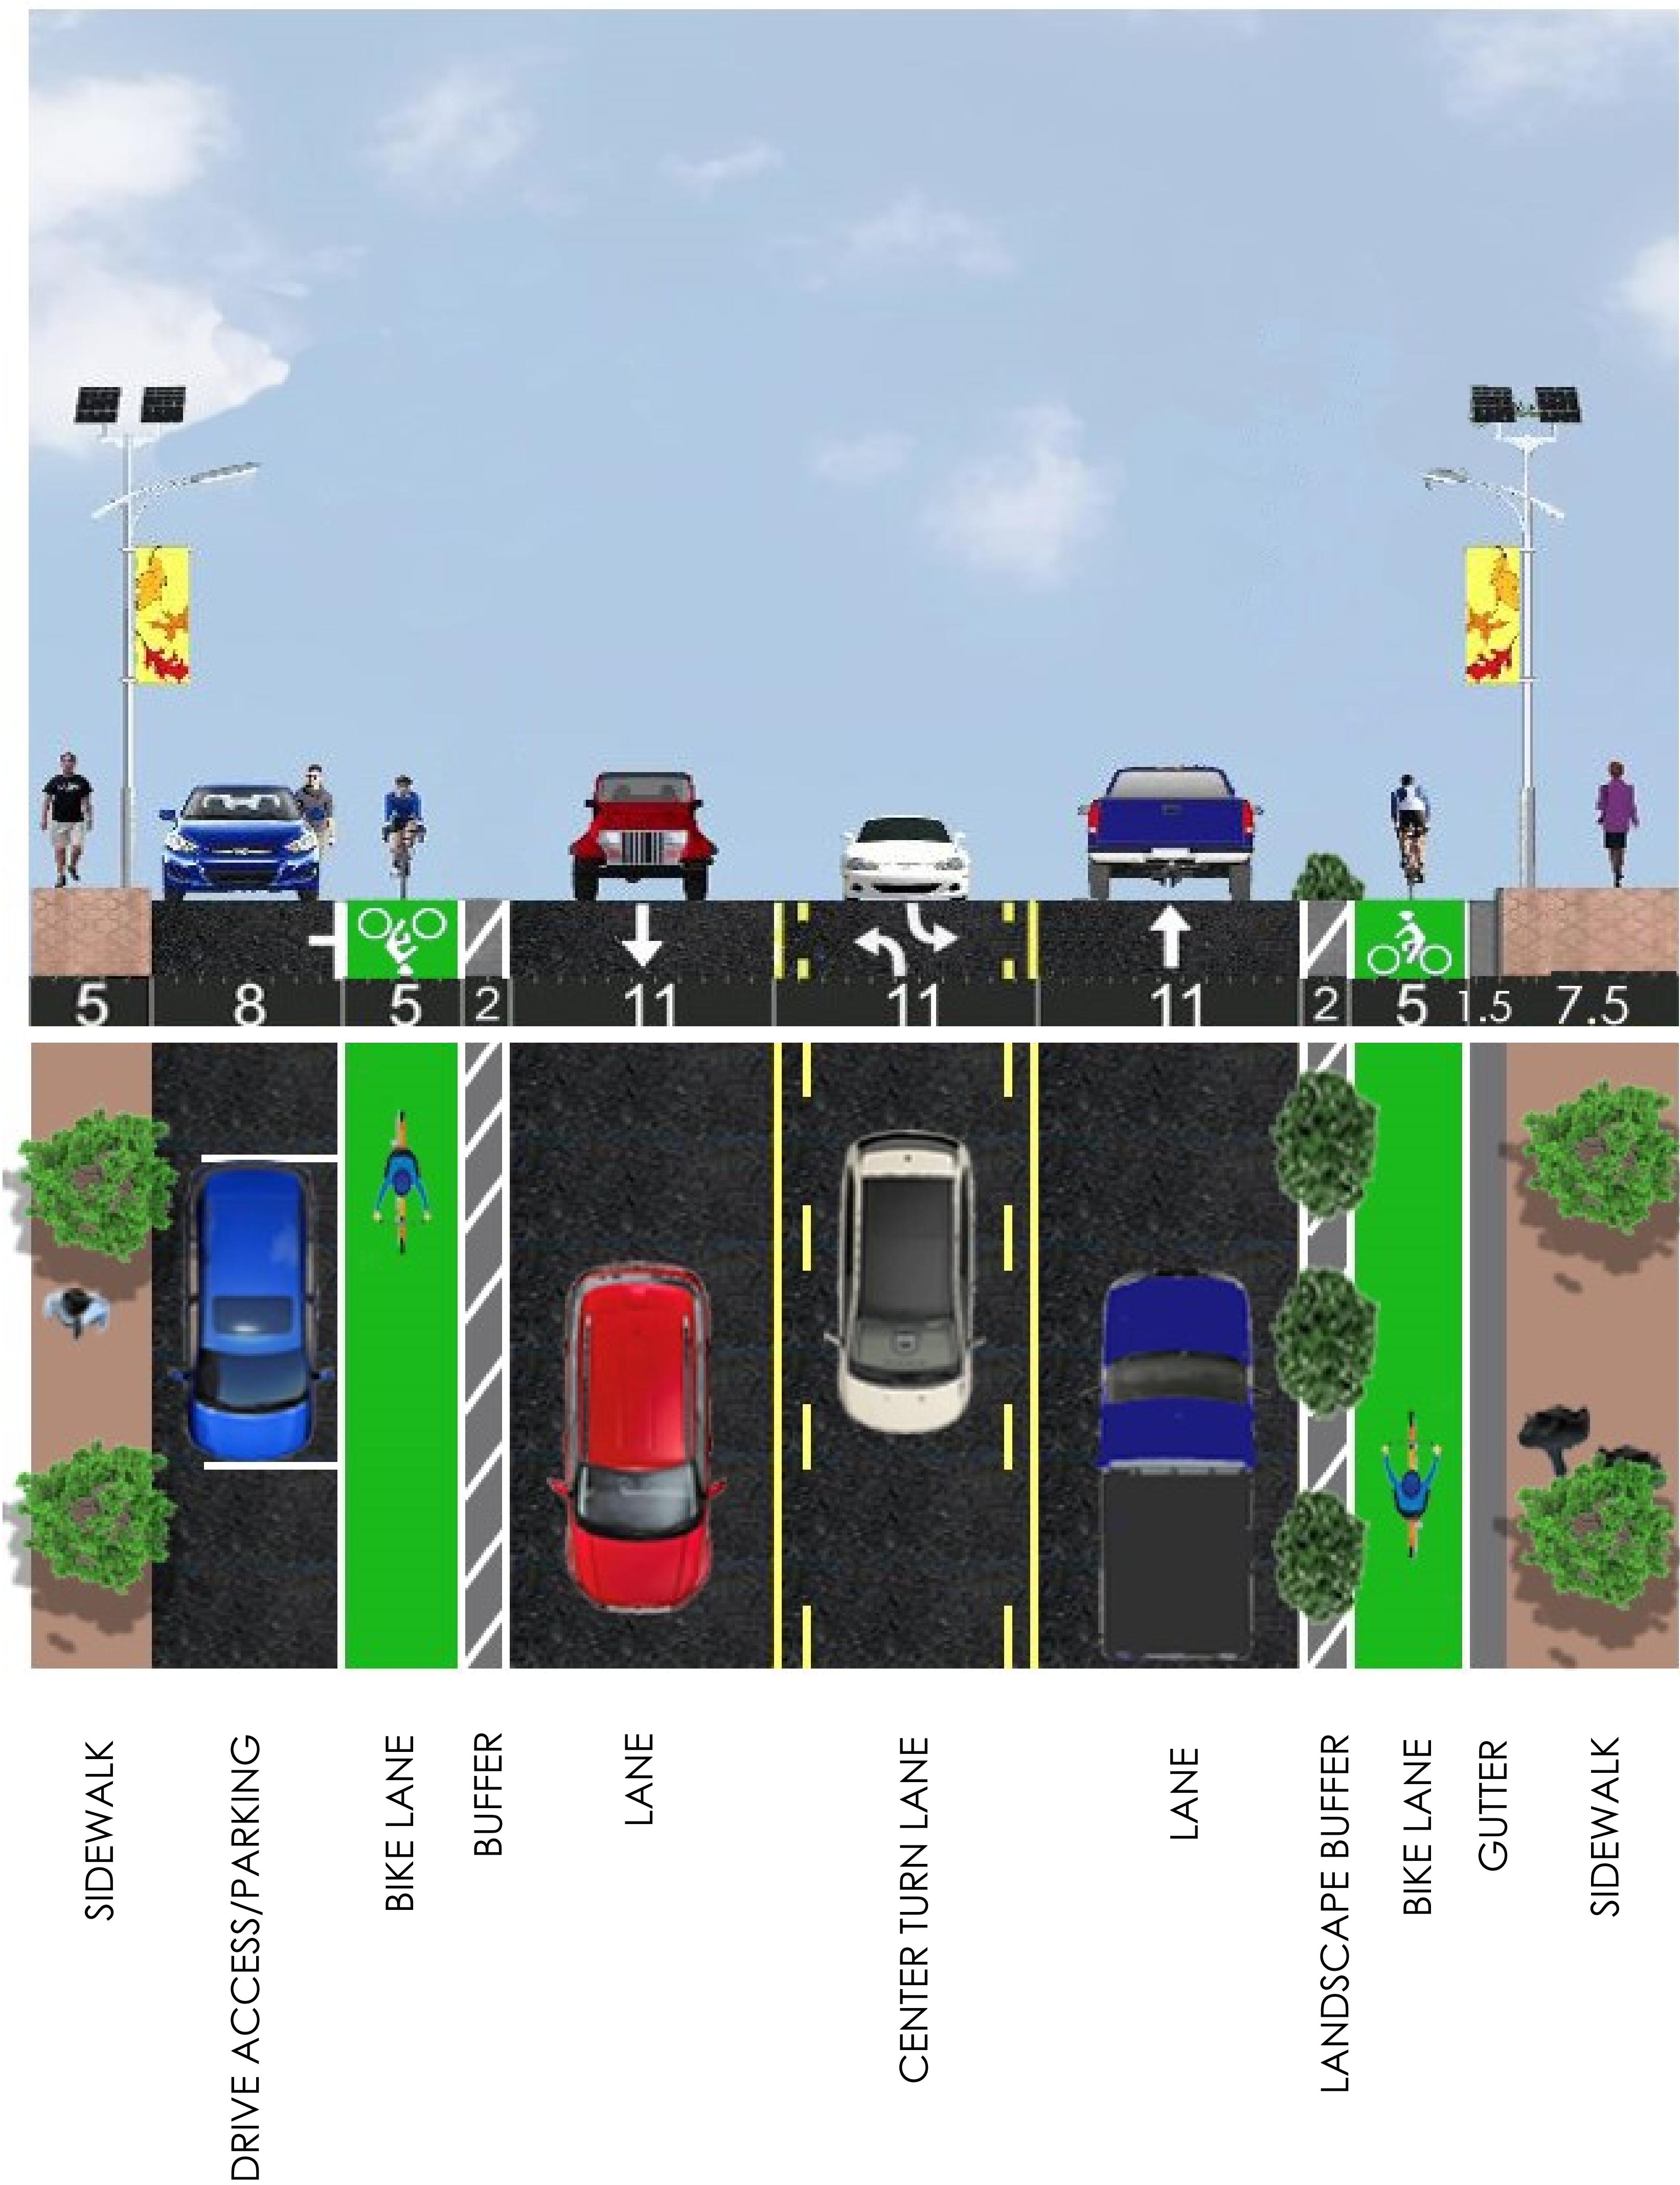 5 8 5 2 11 11 11 2 5 1.5 7.5
SIDEWALK
DRIVE ACCESS/PARKING
BIKE LANE
BUFFER
LANE
CENTER TURN LANE
LANE
LANDSCAPE BUFFER
BIKE LANE
GUTTER
SIDEWALK